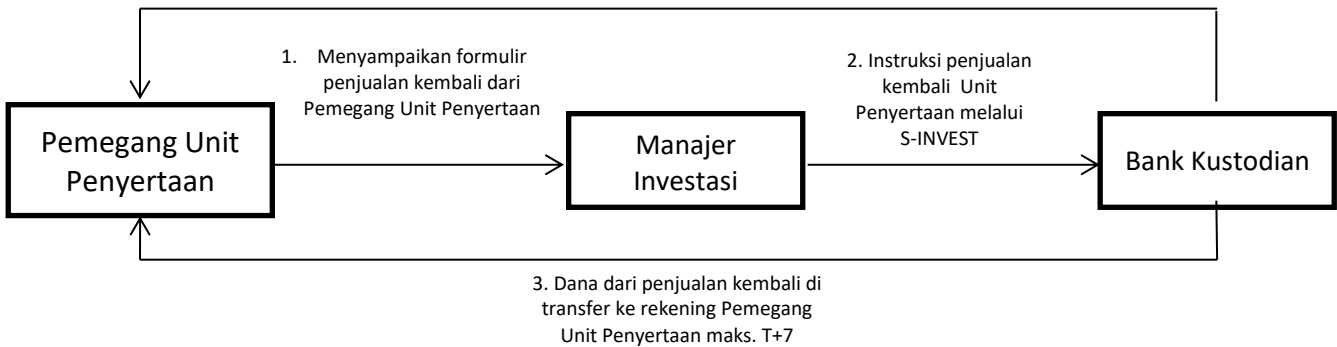 1. Menyampaikan formulir
penjualan kembali dari
Pemegang Unit Penyertaan
2. Instruksi penjualan
kembali Unit
Penyertaan melalui
S-INVEST
Pemegang Unit
Penyertaan
Manajer
Investasi
Bank Kustodian
3. Dana dari penjualan kembali di
transfer ke rekening Pemegang
Unit Penyertaan maks. T+7